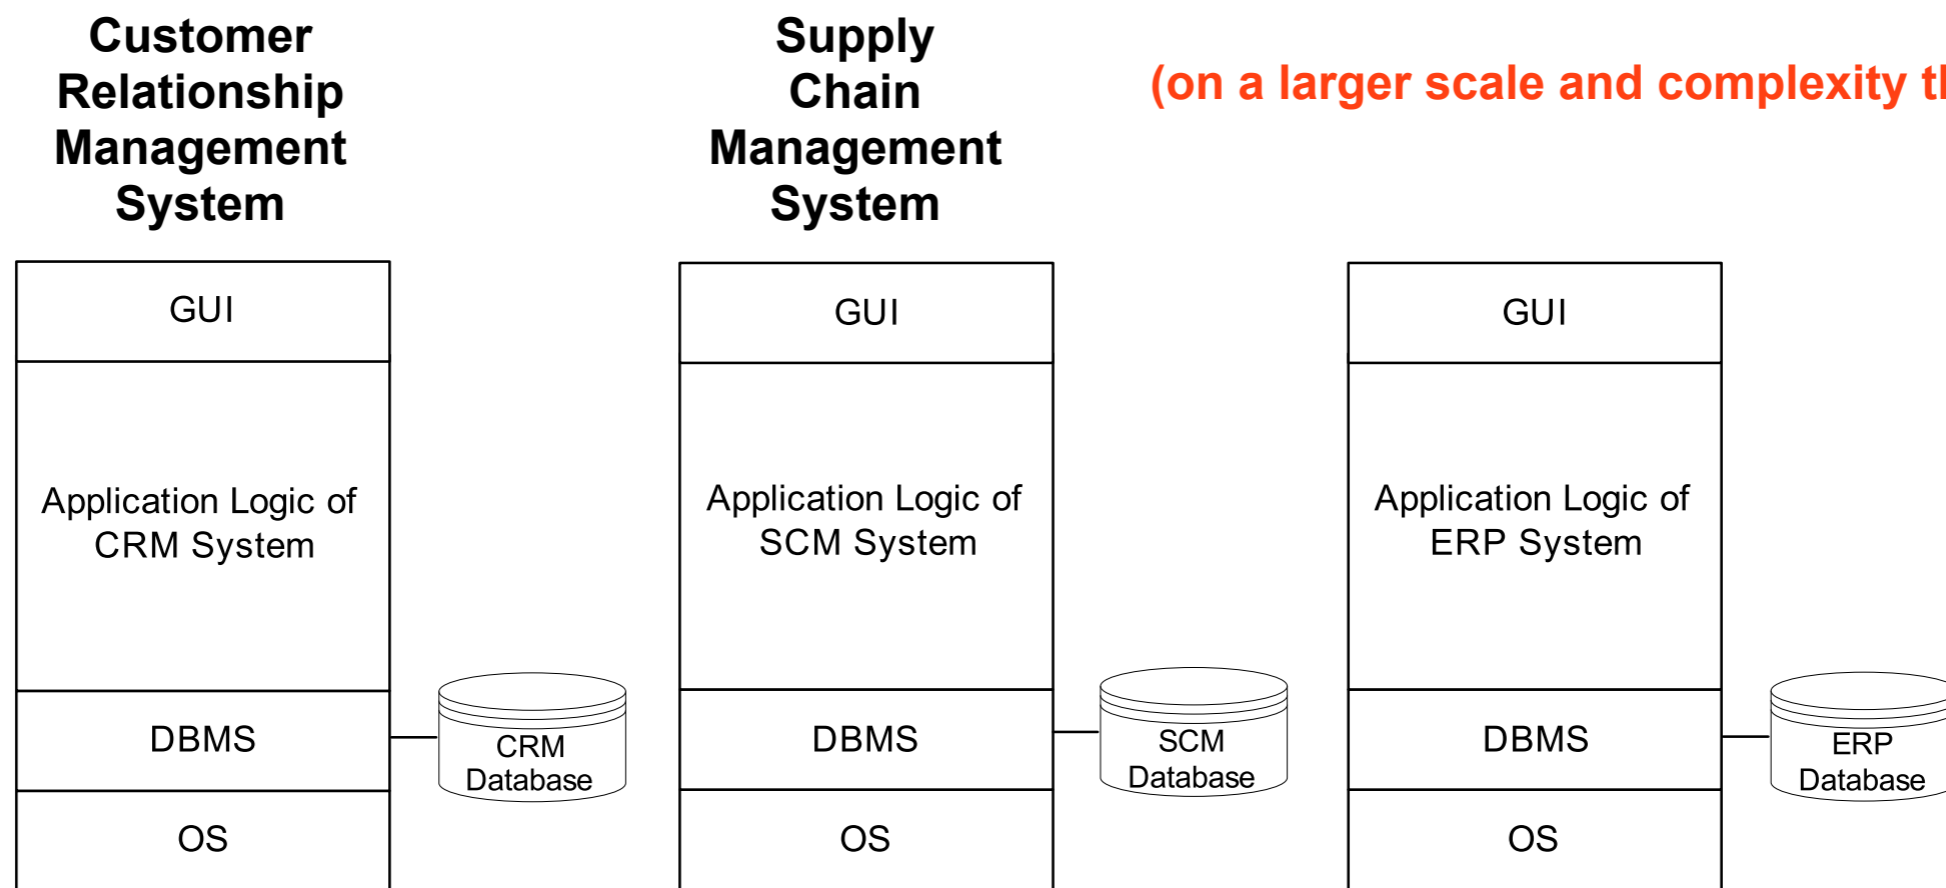 Customer
Relationship
Management
System
Supply
Chain
Management
System
(on a larger scale and complexity
GUI
Application Logic of
CRM System
DBMS
OS
CRM
Database
GUI
Application Logic of
SCM System
DBMS
OS
SCM
Database
GUI
Application Logic of
ERP System
DBMS
OS
ERP
Database